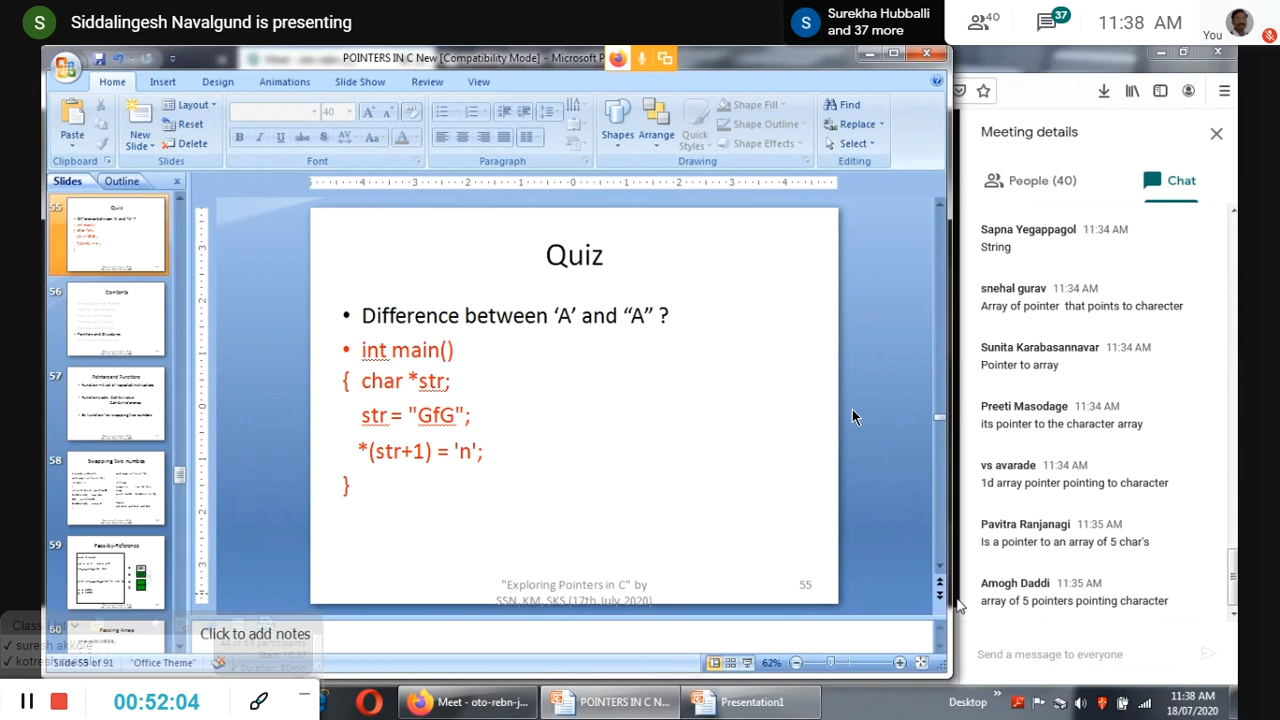 S Siddalingesh Navalgund is presenting
S Surekha Hubballi
and 37 more
40
37
11:38 AM
You
POINTERS IN C New [Compatibility Mode] - Microsoft P
Home Insert Design Animations Slide Show Review View
Paste
Clipboard
New
Slide
Layout
Reset
Delete
Slides
40
Font
Paragraph
Shapes
Arrange
Quick
Styles
Shape Fill
Shape Outline
Shape Effects
Drawing
Find
Replace
Select
Editing
Slides Outline
55
56
57
58
59
Quiz
• Difference between ‘A’ and “A” ?
• int main()
{ char *str;
str = "GfG";
*(str+1) = 'n';
}
"Exploring Pointers in C" by
SSN, KM, SKS (17th July, 2020)
55
Click to add notes
Slide 55 of 91 "Office Theme" 62%
Meeting details
People (40)
Chat
Sapna Yegappagol 11:34 AM
String
snehal gurav 11:34 AM
Array of pointer that points to charecter
Sunita Karabasannavar 11:34 AM
Pointer to array
Preeti Masodage 11:34 AM
its pointer to the character array
vs avarade 11:34 AM
1d array pointer pointing to character
Pavitra Ranjanagi 11:35 AM
Is a pointer to an array of 5 char's
Amogh Daddi 11:35 AM
array of 5 pointers pointing character
Send a message to everyone
00:52:04
Meet - oto-rebn-j...
POINTERS IN C N...
Presentation1
Desktop
11:38 AM
18/07/2020